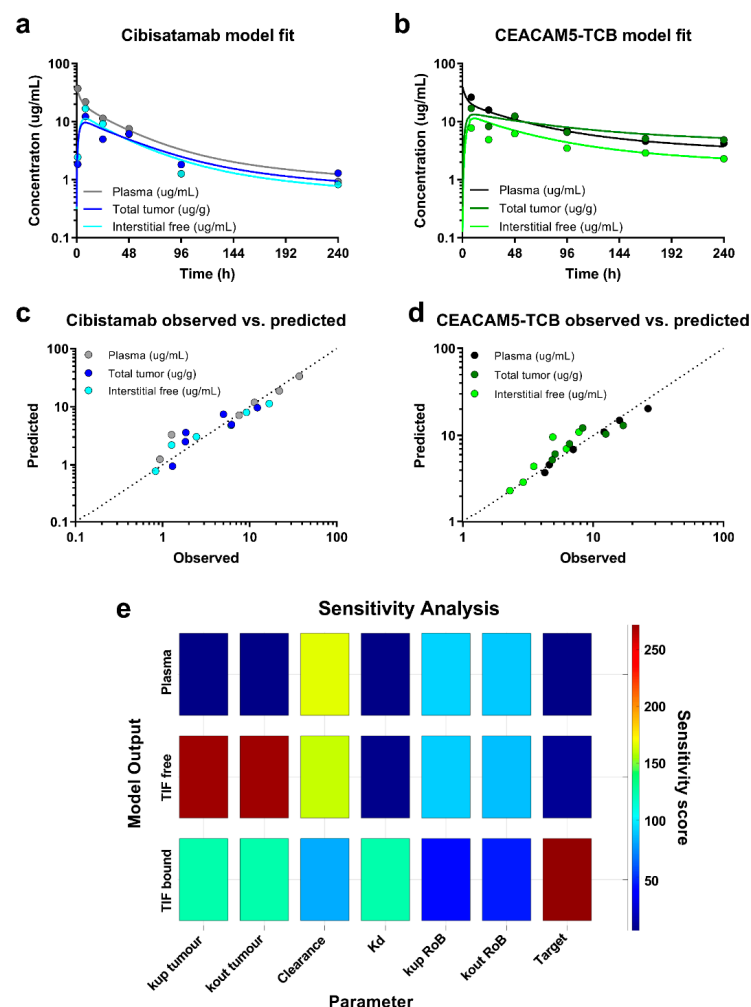 a
Cibisatamab model fit
Concentration (ug/mL)
100
10
1
0.1
Plasma (ug/mL)
Total tumor (ug/g)
Interstitial free (ug/mL)
0 48 96 144 192 240
Time (h)
b
CEACAM5-TCB model fit
Concentraton (ug/mL)
100
10
1
0.1
Plasma (ug/mL)
Total tumor (ug/g)
Interstitial free (ug/mL)
0 48 96 144 192 240
Time (h)
c
Cibistamab observed vs. predicted
Predicted
100
10
1
0.1
Plasma (ug/mL)
Total tumor (ug/g)
Interstitial free (ug/mL)
0.1 1 10 100
Observed
d
CEACAM5-TCB observed vs. predicted
Predicted
100
10
1
Plasma (ug/mL)
Total tumor (ug/g)
Interstitial free (ug/mL)
1 10 100
Observed
e
Sensitivity Analysis
Model Output
Plasma
TIF free
TIF bound
kup tumour
kout tumour
Clearance
Kd
kup RoB
kout RoB
Target
Parameter
250
200
150
100
50
Sensitivity score